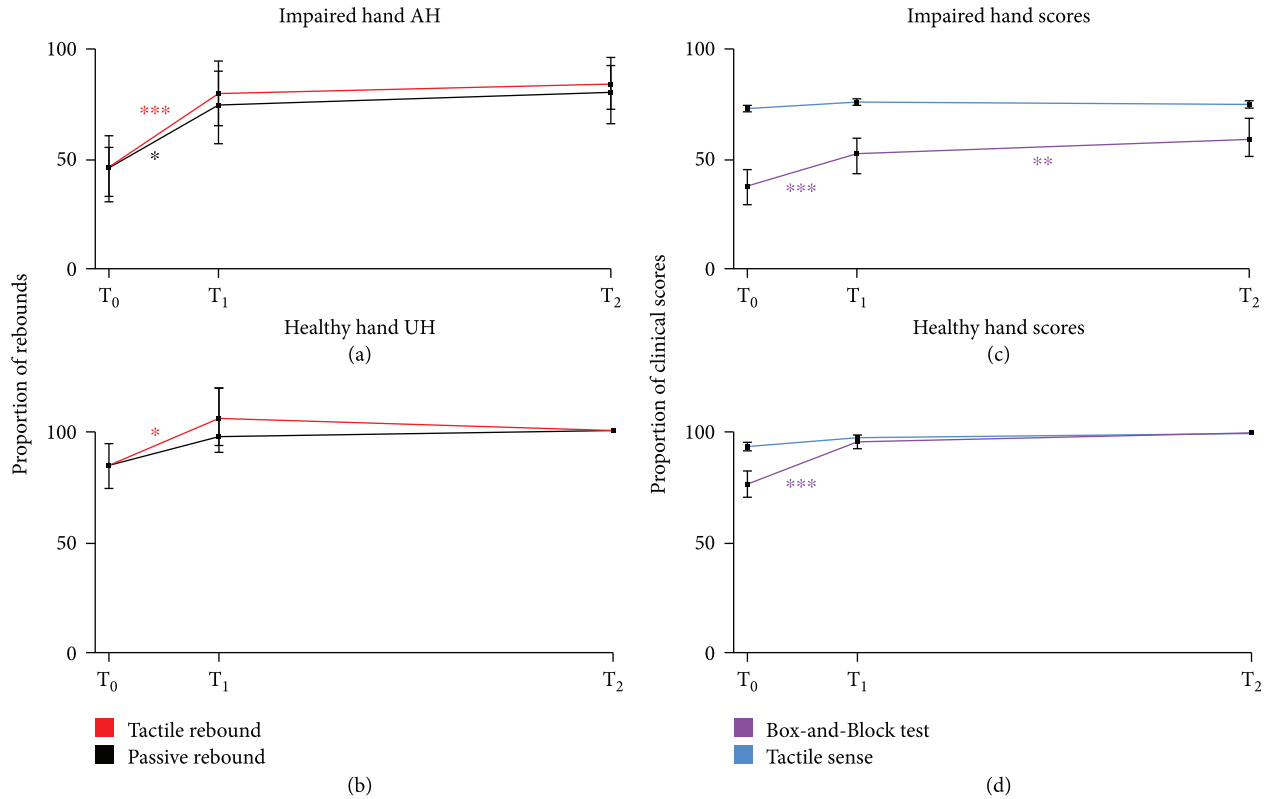 Impaired hand AH
100
***
*
50
0
T0
T1
T2
Healthy hand UH
(a)
Proportion of rebounds
100
*
50
0
T0
T1
T2
Tactile rebound
Passive rebound
(b)
Impaired hand scores
100
***
**
50
0
T0
T1
T2
Healthy hand scores
(c)
Proportion of clinical scores
100
***
50
0
T0
T1
T2
Box-and-Block test
Tactile sense
(d)